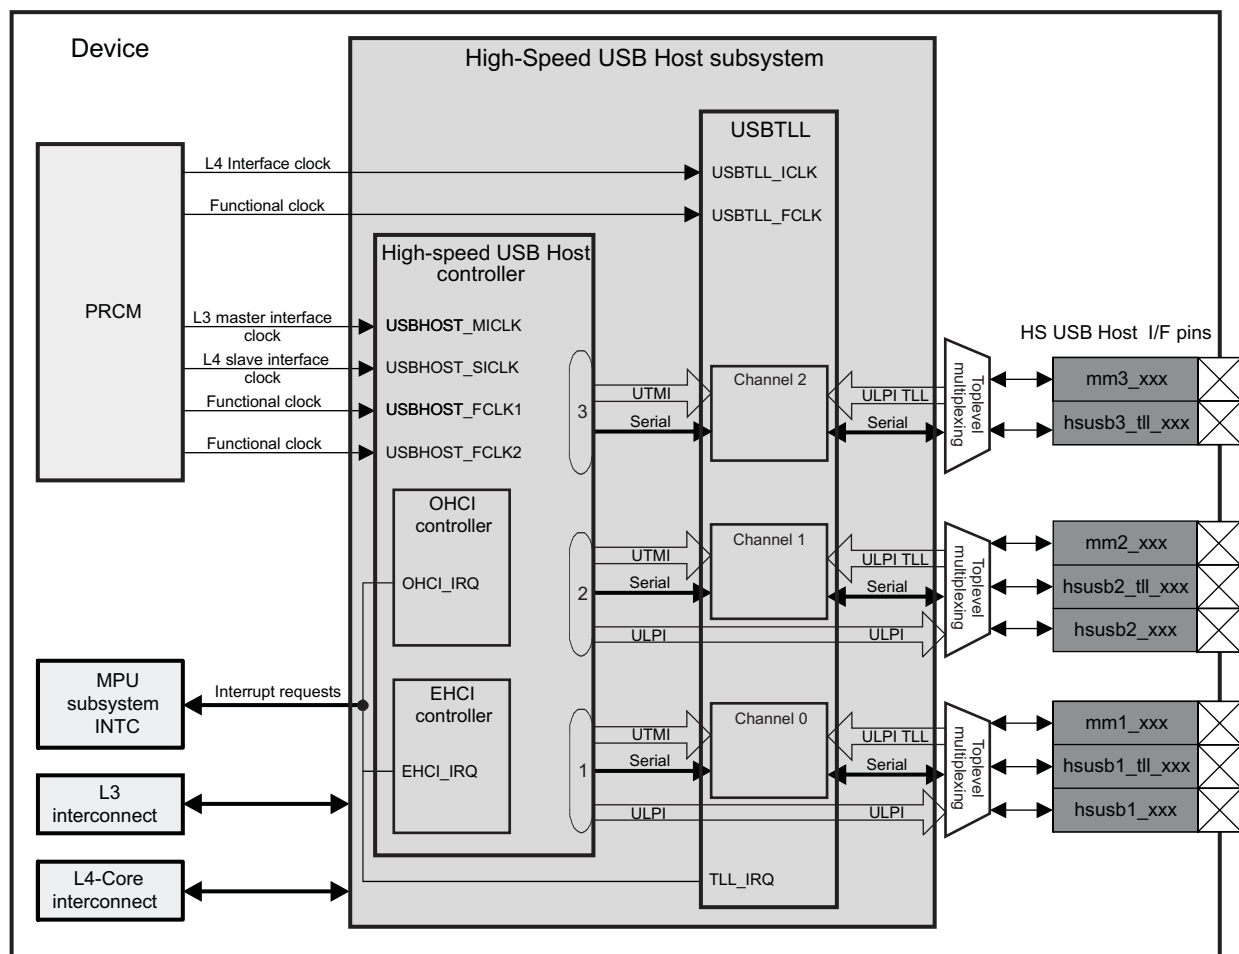 Device
High-Speed USB Host subsystem
USBTLL
L4 Interface clock
USBTLL_ICLK
Functional clock
USBTLL_FCLK
High-speed USB Host
controller
PRCM
L3 master interface
clock
USBHOST_MICLK
L4 slave interface
clock
USBHOST_SICLK
Functional clock
USBHOST_FCLK1
Functional clock
USBHOST_FCLK2
HS USB Host I/F pins
3
UTMI
Serial
Channel 2
ULPI TLL
Serial
Toplevel
multiplexing
mm3_xxx
hsusb3_tll_xxx
OHCI
controller
OHCI_IRQ
2
UTMI
Serial
ULPI
Channel 1
ULPI TLL
Serial
ULPI
Toplevel
multiplexing
mm2_xxx
hsusb2_tll_xxx
hsusb2_xxx
MPU
subsystem
INTC
Interrupt requests
EHCI
controller
EHCI_IRQ
1
UTMI
Serial
ULPI
Channel 0
ULPI TLL
Serial
ULPI
Toplevel
multiplexing
mm1_xxx
hsusb1_tll_xxx
hsusb1_xxx
L3
interconnect
L4-Core
interconnect
TLL_IRQ